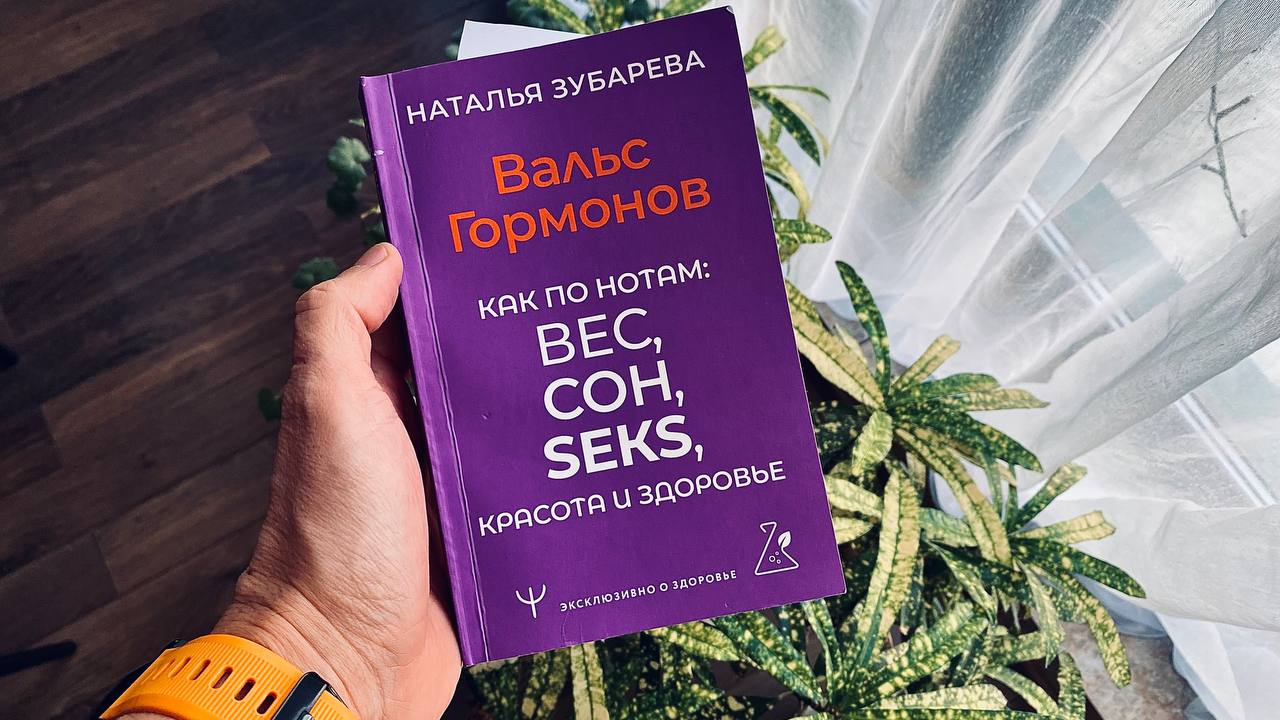 НАТАЛЬЯ ЗУБАРЕВА
Вальс
Гормонов
КАК ПО НОТАМ:
ВЕС,
СОН,
SEKS,
КРАСОТА И ЗДОРОВЬЕ
ЭКСКЛЮЗИВНО О ЗДОРОВЬЕ